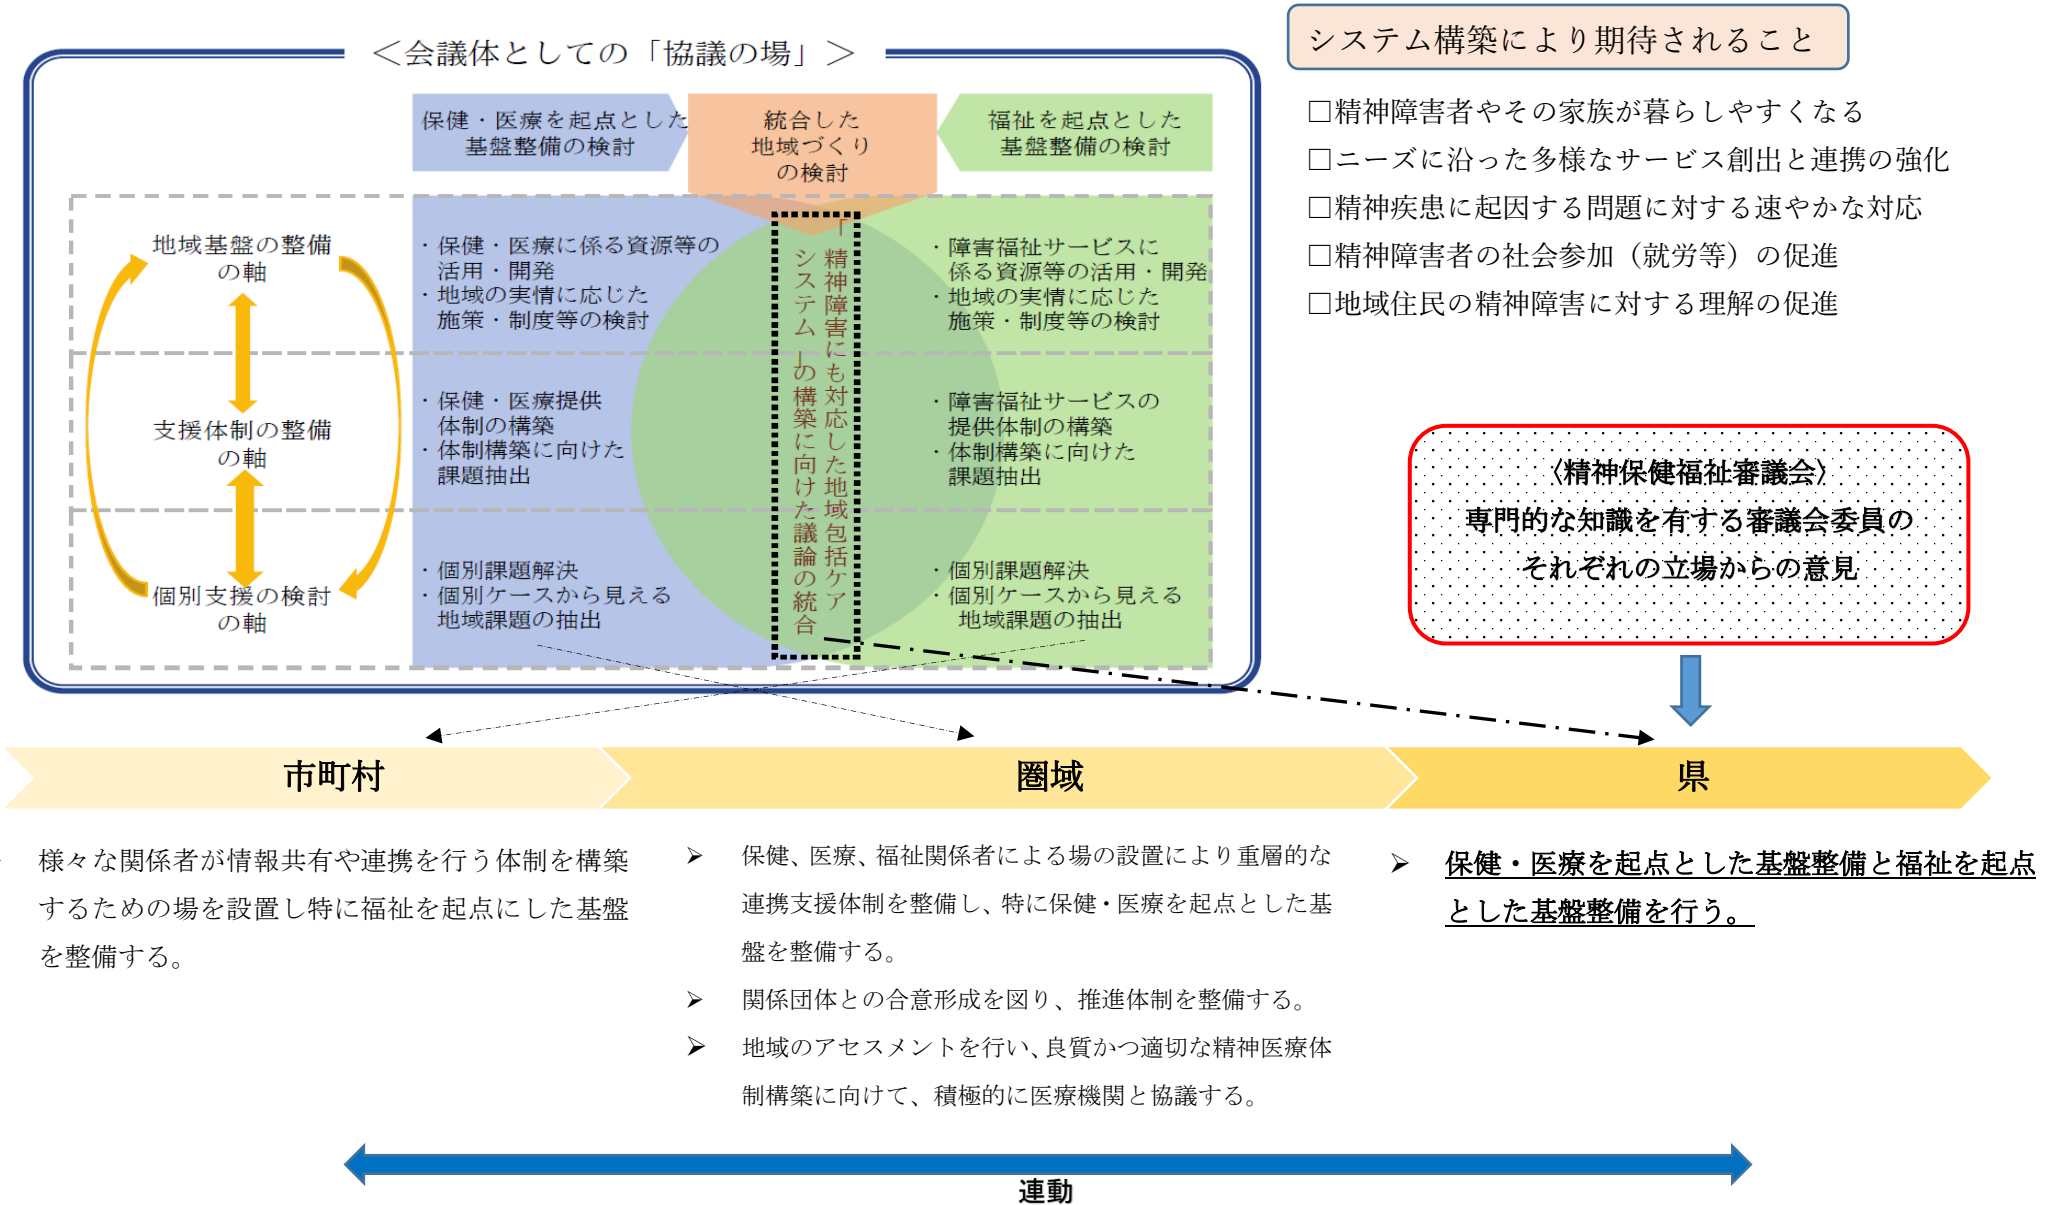 ＜会議体としての「協議の場」＞
保健・医療を起点とした
基盤整備の検討
統合した
地域づくり
の検討
福祉を起点とした
基盤整備の検討
地域基盤の整備
の軸
支援体制の整備
の軸
個別支援の検討
の軸
・保健・医療に係る資源等の
活用・開発
・地域の実情に応じた
施策・制度等の検討
・保健・医療提供
体制の構築
・体制構築に向けた
課題抽出
・個別課題解決
・個別ケースから見える
地域課題の抽出
「精神障害にも対応した地域包括ケア
システム」の構築に向けた議論の統合
・障害福祉サービスに
係る資源等の活用・開発
・地域の実情に応じた
施策・制度等の検討
・障害福祉サービスの
提供体制の構築
・体制構築に向けた
課題抽出
・個別課題解決
・個別ケースから見える
地域課題の抽出
システム構築により期待されること
□精神障害者やその家族が暮らしやすくなる
□ニーズに沿った多様なサービス創出と連携の強化
□精神疾患に起因する問題に対する速やかな対応
□精神障害者の社会参加（就労等）の促進
□地域住民の精神障害に対する理解の促進
〈精神保健福祉審議会〉
専門的な知識を有する審議会委員の
それぞれの立場からの意見
市町村
圏域
県
様々な関係者が情報共有や連携を行う体制を構築
するための場を設置し特に福祉を起点にした基盤
を整備する。
➢ 保健、医療、福祉関係者による場の設置により重層的な
連携支援体制を整備し、特に保健・医療を起点とした基
盤を整備する。
➢ 関係団体との合意形成を図り、推進体制を整備する。
➢ 地域のアセスメントを行い、良質かつ適切な精神医療体
制構築に向けて、積極的に医療機関と協議する。
➢ 保健・医療を起点とした基盤整備と福祉を起点
とした基盤整備を行う。
連動